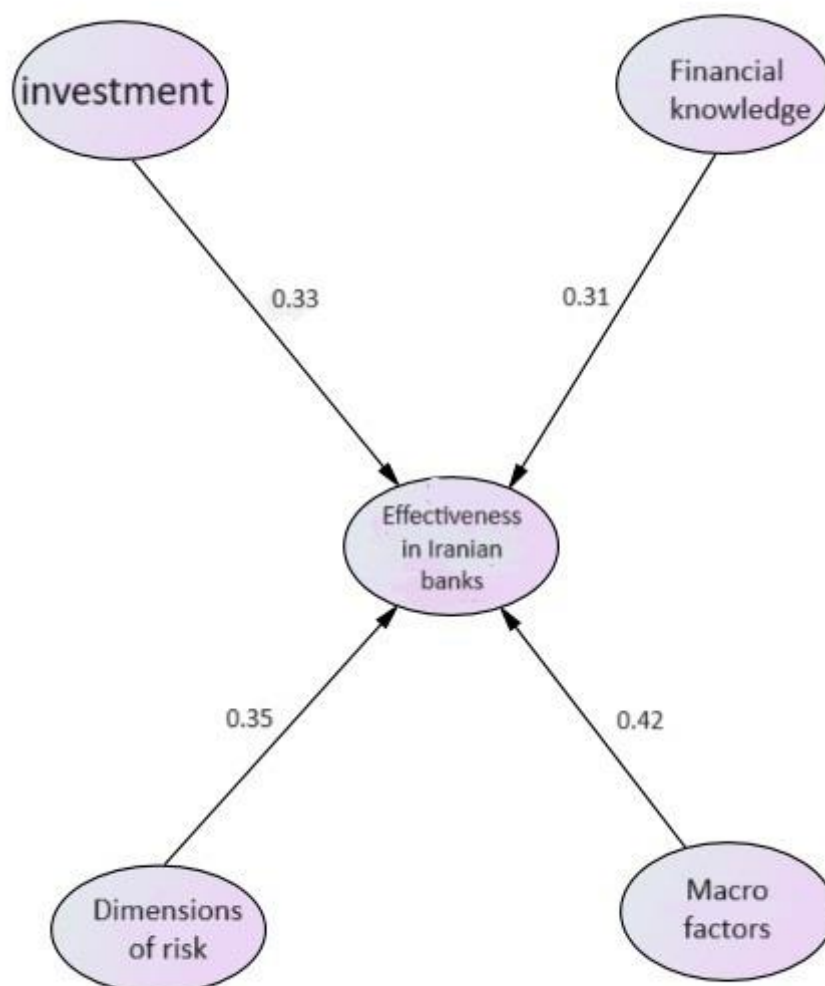 investment
Financial
knowledge
0.33
0.31
Effectiveness
in Iranian
banks
0.35
0.42
Dimensions
of risk
Macro
factors